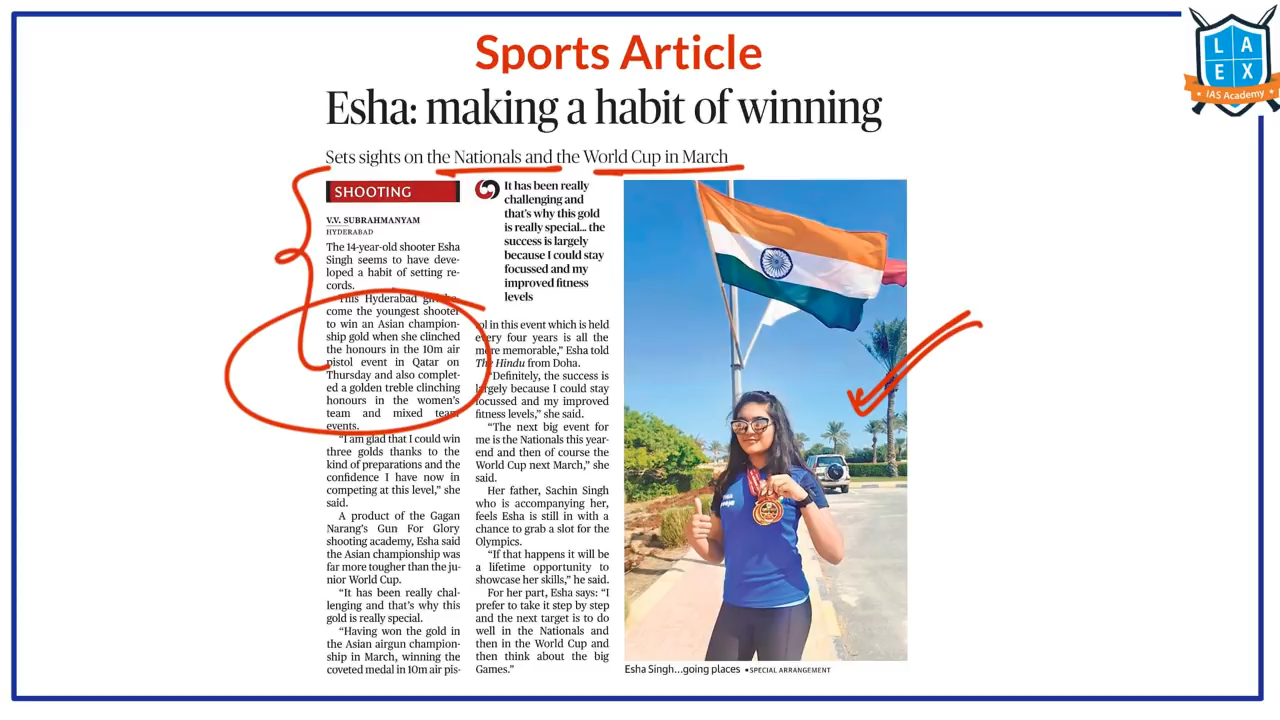 Sports Article
L A
E X
IAS Academy
Esha: making a habit of winning
Sets sights on the Nationals and the World Cup in March
SHOOTING
V.V. SUBRAHMANYAM
HYDERABAD
The 14-year-old shooter Esha
Singh seems to have deve-
loped a habit of setting re-
cords.
This Hyderabad girl be-
come the youngest shooter
to win an Asian champion-
ship gold when she clinched
the honours in the 10m air
pistol event in Qatar on
Thursday and also complet-
ed a golden treble clinching
honours in the women's
team and mixed team
events.
"I am glad that I could win
three golds thanks to the
kind of preparations and the
confidence I have now in
competing at this level," she
said.
A product of the Gagan
Narang's Gun For Glory
shooting academy, Esha said
the Asian championship was
far more tougher than the ju-
nior World Cup.
"It has been really chal-
lenging and that's why this
gold is really special.
"Having won the gold in
the Asian airgun champion-
ship in March, winning the
coveted medal in 10m air pis-
It has been really
challenging and
that's why this gold
is really special... the
success is largely
because I could stay
focussed and my
improved fitness
levels
ol in this event which is held
every four years is all the
more memorable," Esha told
The Hindu from Doha.
"Definitely, the success is
largely because I could stay
focussed and my improved
fitness levels," she said.
"The next big event for
me is the Nationals this year-
end and then of course the
World Cup next March," she
said.
Her father, Sachin Singh
who is accompanying her,
feels Esha is still in with a
chance to grab a slot for the
Olympics.
"If that happens it will be
a lifetime opportunity to
showcase her skills," he said.
For her part, Esha says: "I
prefer to take it step by step
and the next target is to do
well in the Nationals and
then in the World Cup and
then think about the big
Games."
Esha Singh...going places • SPECIAL ARRANGEMENT